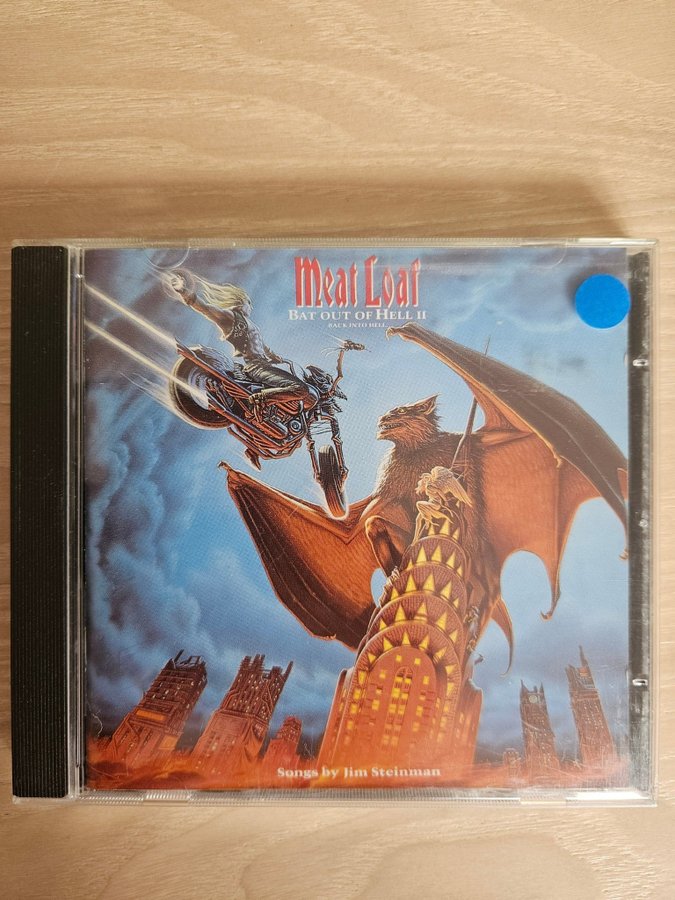 Meat Loaf
BAT OUT OF HELL II
BACK INTO HELL...
Songs by Jim Steinman